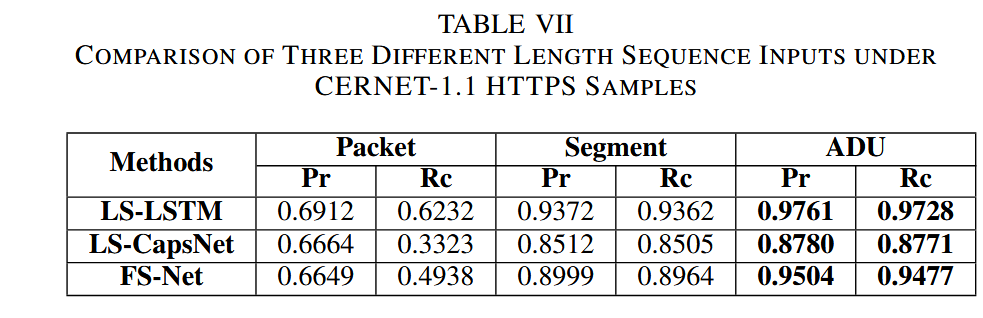 TABLE VII
COMPARISON OF THREE DIFFERENT LENGTH SEQUENCE INPUTS UNDER
CERNET-1.1 HTTPS SAMPLES
Methods Packet Segment ADU
Pr Rc Pr Rc Pr Rc
LS-LSTM 0.6912 0.6232 0.9372 0.9362 0.9761 0.9728
LS-CapsNet 0.6664 0.3323 0.8512 0.8505 0.8780 0.8771
FS-Net 0.6649 0.4938 0.8999 0.8964 0.9504 0.9477